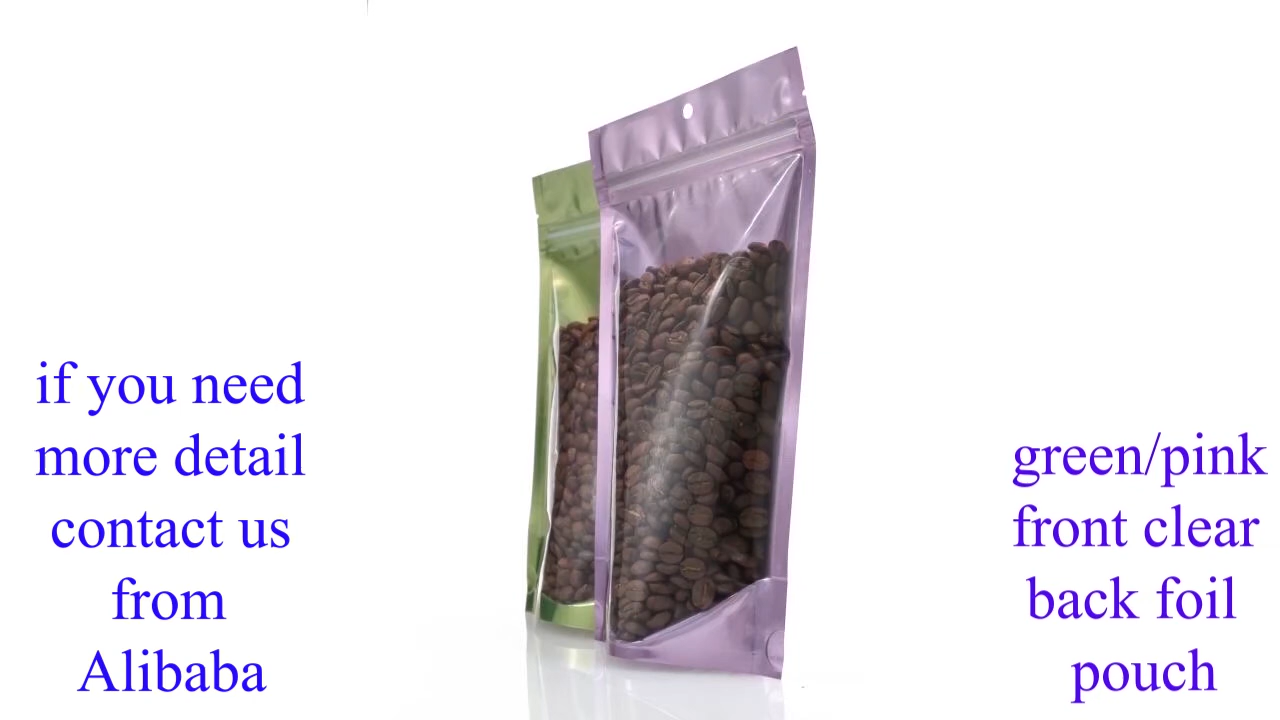 if you need
more detail
contact us
from
Alibaba
green/pink
front clear
back foil
pouch